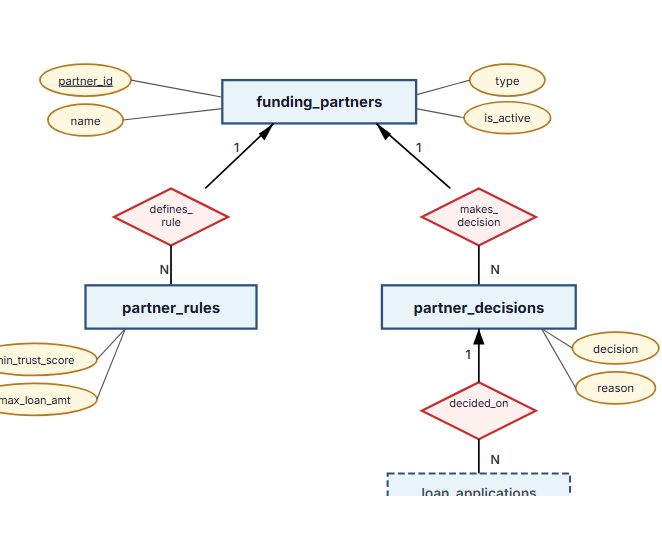 partner_id
type
funding_partners
name
is_active
1
1
defines_
rule
makes_
decision
N
N
partner_rules
partner_decisions
decision
1
min_trust_score
reason
max_loan_amt
decided_on
N
loan_applications